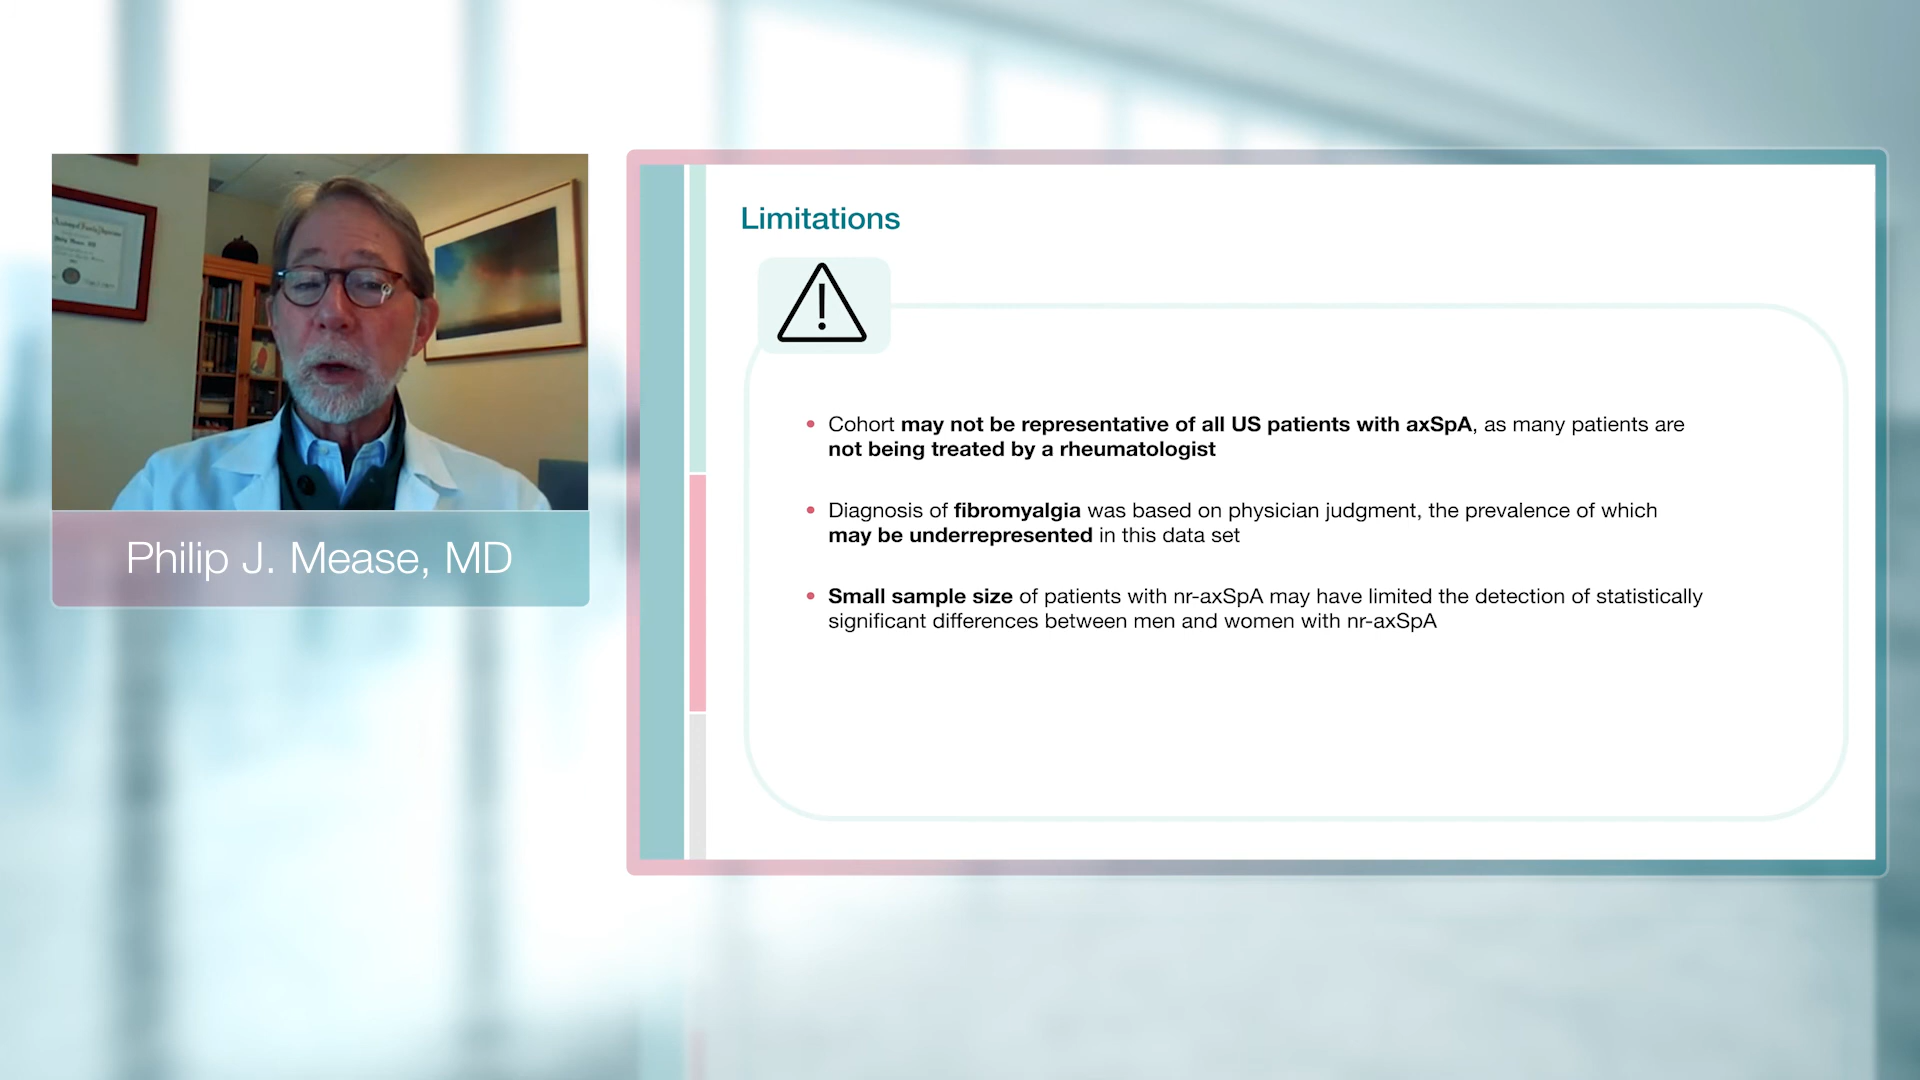 Philip J. Mease, MD
Limitations
• Cohort may not be representative of all US patients with axSpA, as many patients are
not being treated by a rheumatologist
• Diagnosis of fibromyalgia was based on physician judgment, the prevalence of which
may be underrepresented in this data set
• Small sample size of patients with nr-axSpA may have limited the detection of statistically
significant differences between men and women with nr-axSpA